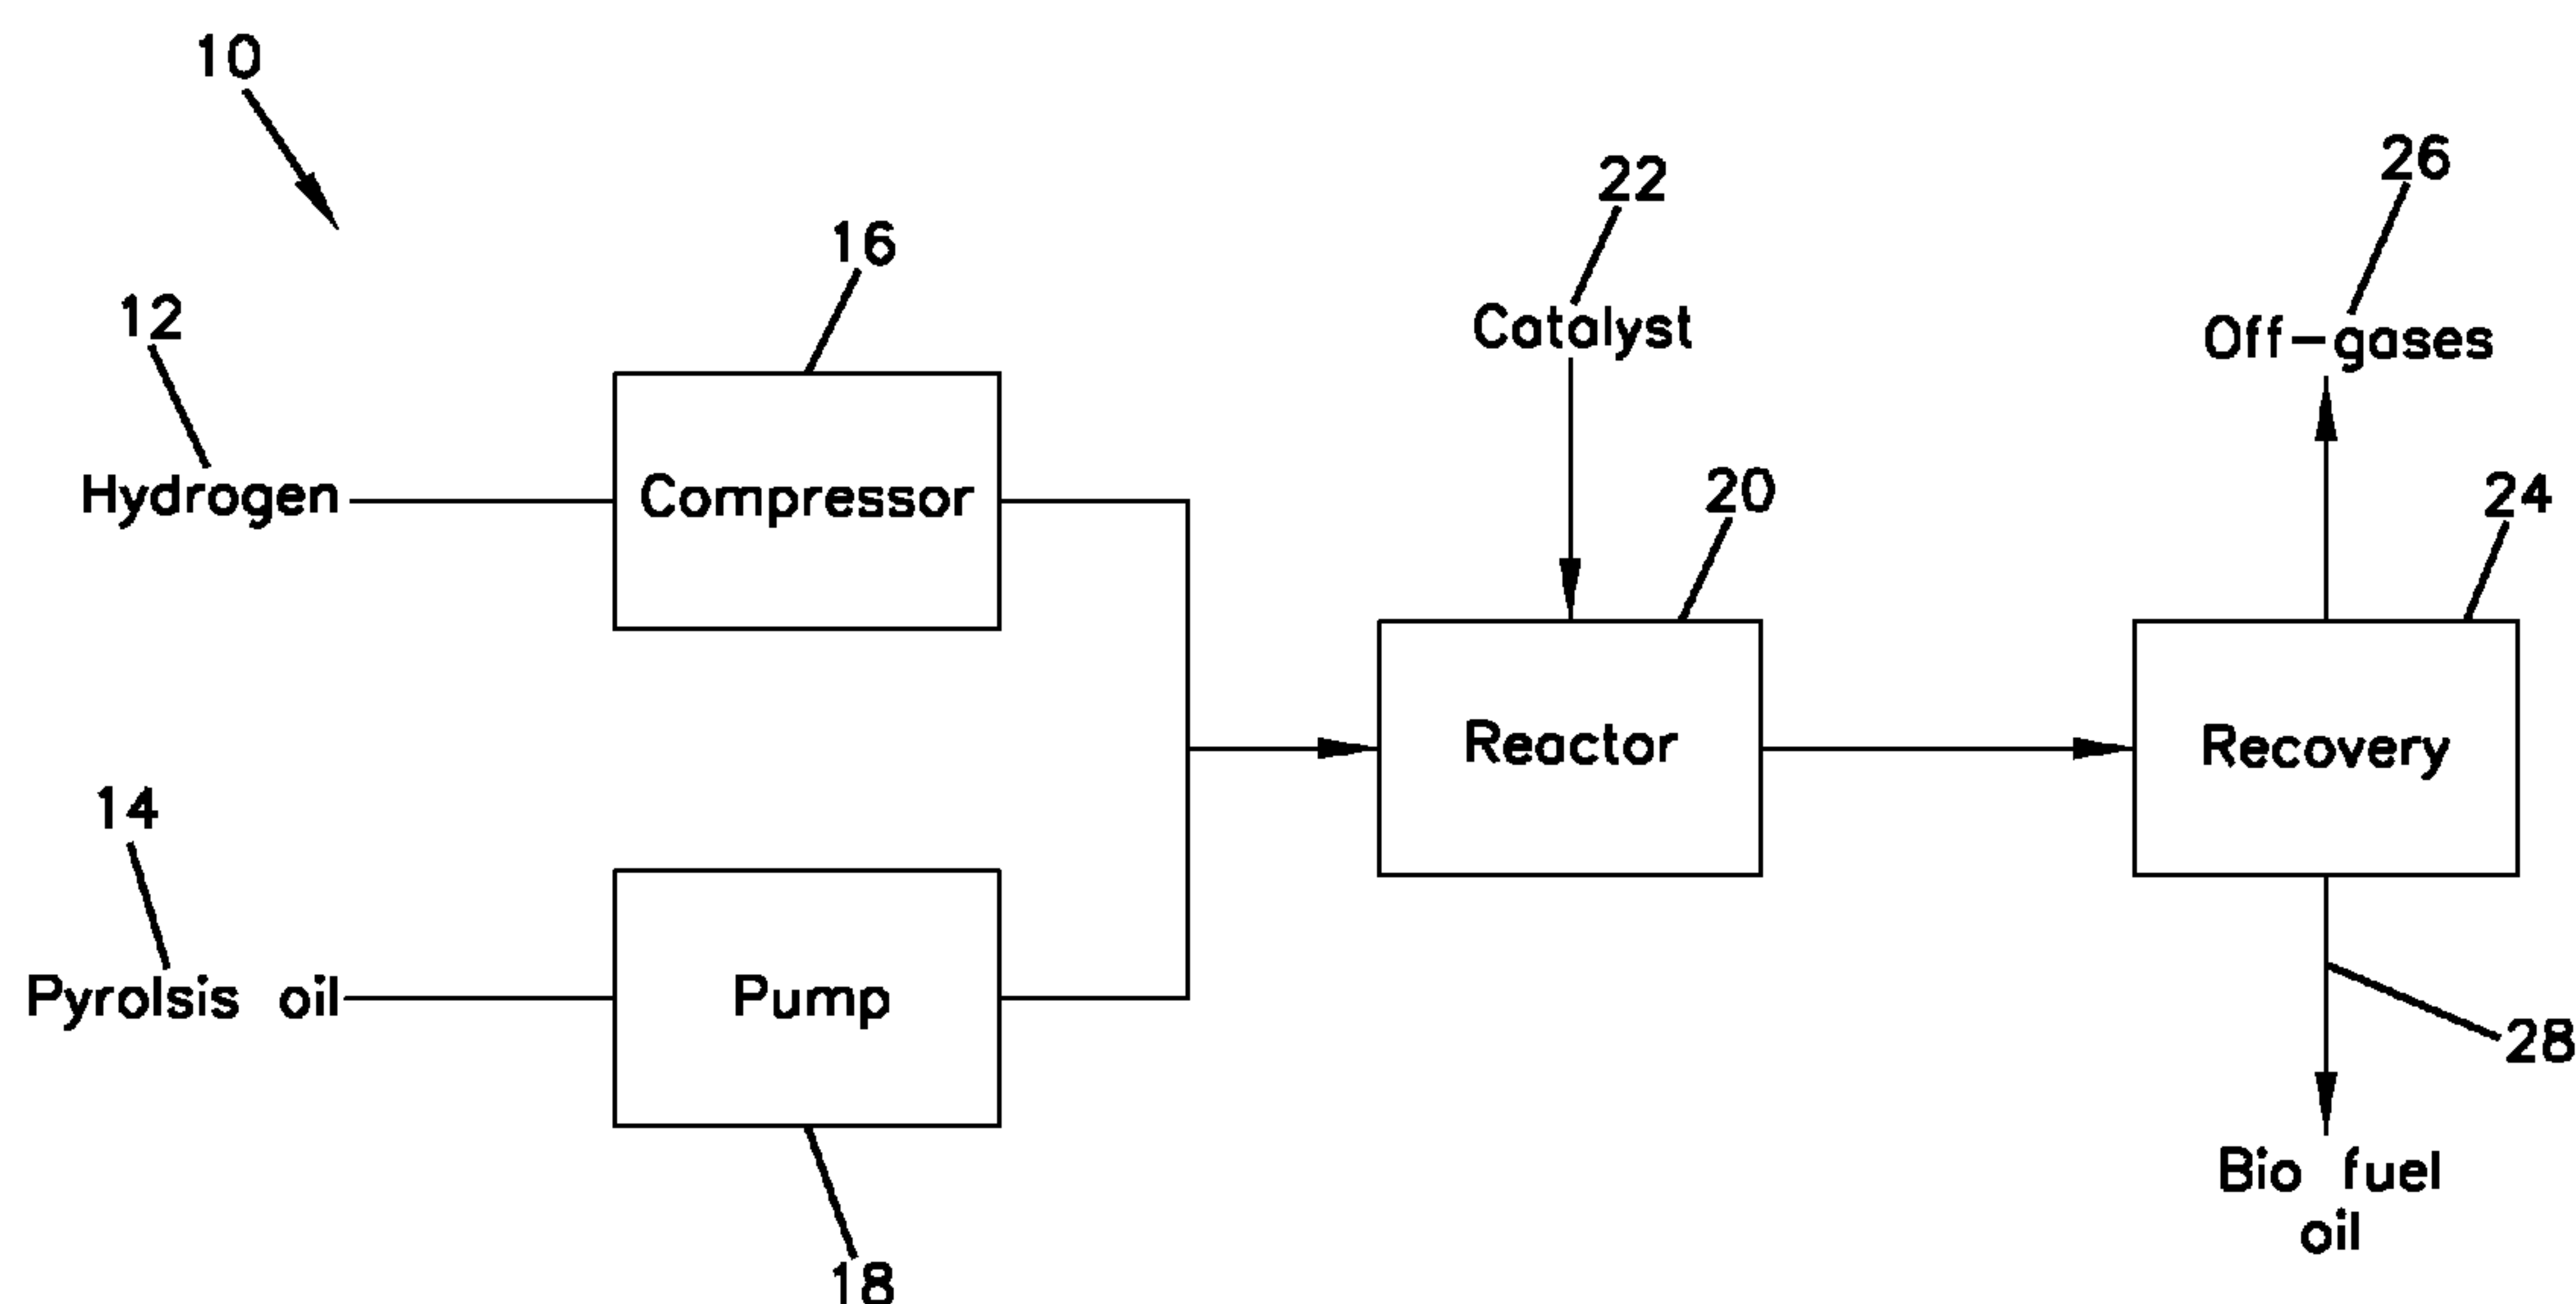 10
12
Hydrogen
16
Compressor
22
Catalyst
26
Off-gases
20
Reactor
24
Recovery
14
Pyrolsis oil
Pump
18
28
Bio fuel
oil